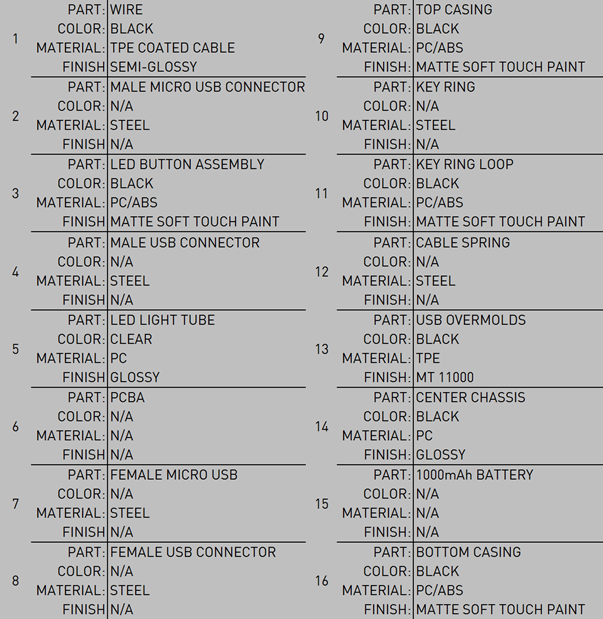 1
PART: WIRE
COLOR: BLACK
MATERIAL: TPE COATED CABLE
FINISH SEMI-GLOSSY
2
PART: MALE MICRO USB CONNECTOR
COLOR: N/A
MATERIAL: STEEL
FINISH N/A
3
PART: LED BUTTON ASSEMBLY
COLOR: BLACK
MATERIAL: PC/ABS
FINISH MATTE SOFT TOUCH PAINT
4
PART: MALE USB CONNECTOR
COLOR: N/A
MATERIAL: STEEL
FINISH N/A
5
PART: LED LIGHT TUBE
COLOR: CLEAR
MATERIAL: PC
FINISH GLOSSY
6
PART: PCBA
COLOR: N/A
MATERIAL: N/A
FINISH N/A
7
PART: FEMALE MICRO USB
COLOR: N/A
MATERIAL: STEEL
FINISH N/A
8
PART: FEMALE USB CONNECTOR
COLOR: N/A
MATERIAL: STEEL
FINISH N/A
9
PART: TOP CASING
COLOR: BLACK
MATERIAL: PC/ABS
FINISH: MATTE SOFT TOUCH PAINT
10
PART: KEY RING
COLOR: N/A
MATERIAL: STEEL
FINISH: N/A
11
PART: KEY RING LOOP
COLOR: BLACK
MATERIAL: PC/ABS
FINISH: MATTE SOFT TOUCH PAINT
12
PART: CABLE SPRING
COLOR: N/A
MATERIAL: STEEL
FINISH: N/A
13
PART: USB OVERMOLDS
COLOR: BLACK
MATERIAL: TPE
FINISH: MT 11000
14
PART: CENTER CHASSIS
COLOR: BLACK
MATERIAL: PC
FINISH: GLOSSY
15
PART: 1000mAh BATTERY
COLOR: N/A
MATERIAL: N/A
FINISH: N/A
16
PART: BOTTOM CASING
COLOR: BLACK
MATERIAL: PC/ABS
FINISH: MATTE SOFT TOUCH PAINT